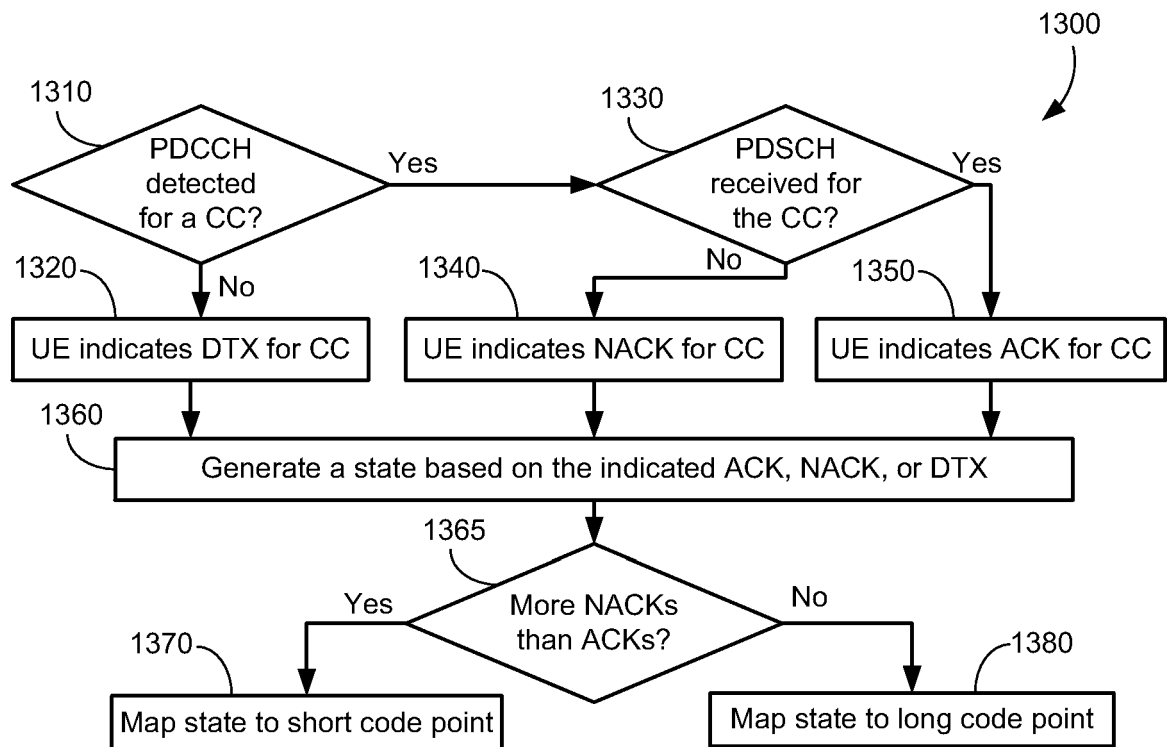 1300
1310
1330
PDCCH
detected
for a CC?
Yes
PDSCH
received for
the CC?
Yes
1320
No
1340
No
1350
UE indicates DTX for CC
UE indicates NACK for CC
UE indicates ACK for CC
1360
Generate a state based on the indicated ACK, NACK, or DTX
1365
Yes
More NACKs
than ACKs?
No
1370
1380
Map state to short code point
Map state to long code point